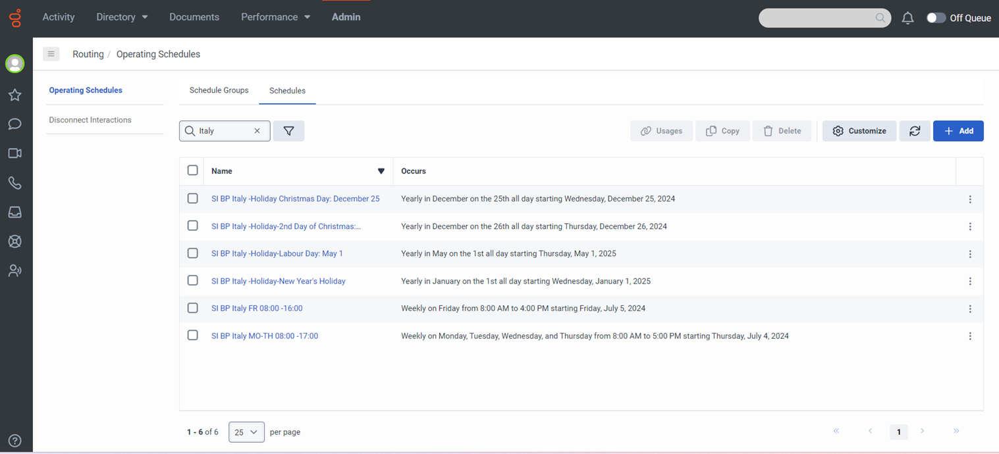 Activity Directory Documents Performance Admin Off Queue
Routing / Operating Schedules
Operating Schedules
Disconnect Interactions
Schedule Groups Schedules
Italy Usages Copy Delete Customize Add
Name Occurs
SI BP Italy -Holiday Christmas Day: December 25 Yearly in December on the 25th all day starting Wednesday, December 25, 2024
SI BP Italy -Holiday-2nd Day of Christmas:... Yearly in December on the 26th all day starting Thursday, December 26, 2024
SI BP Italy -Holiday-Labour Day: May 1 Yearly in May on the 1st all day starting Thursday, May 1, 2025
SI BP Italy -Holiday-New Year's Holiday Yearly in January on the 1st all day starting Wednesday, January 1, 2025
SI BP Italy FR 08:00 -16:00 Weekly on Friday from 8:00 AM to 4:00 PM starting Friday, July 5, 2024
SI BP Italy MO-TH 08:00 -17:00 Weekly on Monday, Tuesday, Wednesday, and Thursday from 8:00 AM to 5:00 PM starting Thursday, July 4, 2024
1 - 6 of 6 25 per page 1